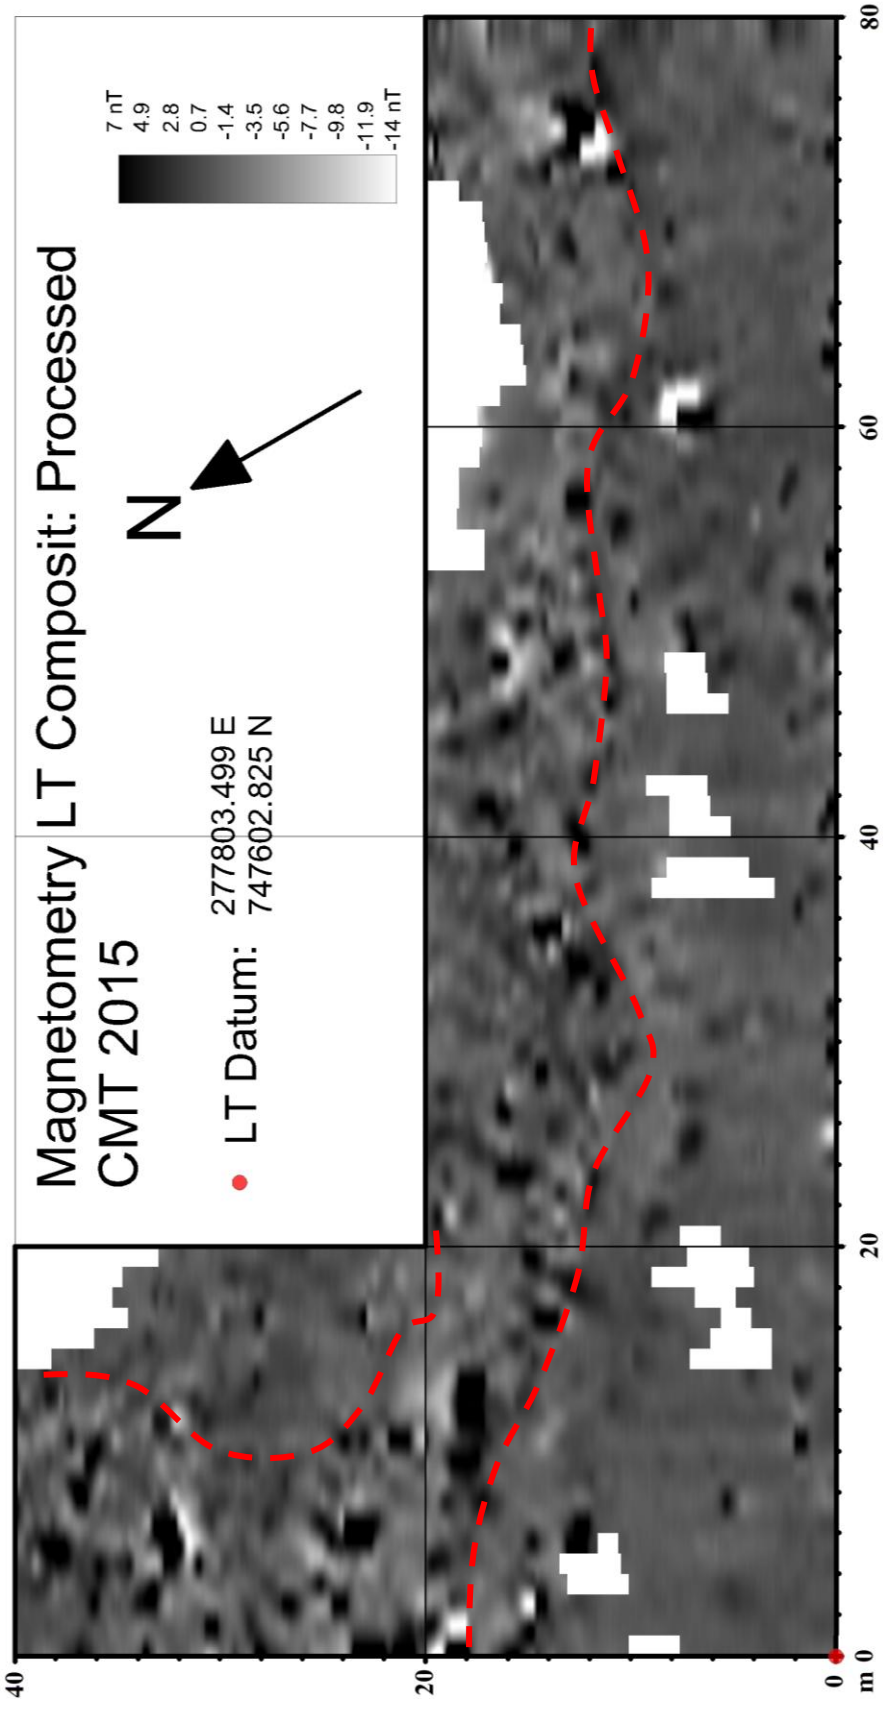 Magnetometry LT Composit: Processed
CMT 2015
LT Datum: 277803.499 E
747602.825 N
N
7 nT
4.9
2.8
0.7
-1.4
-3.5
-5.6
-7.7
-9.8
-11.9
-14 nT
40
20
0
m 0
20
40
60
80